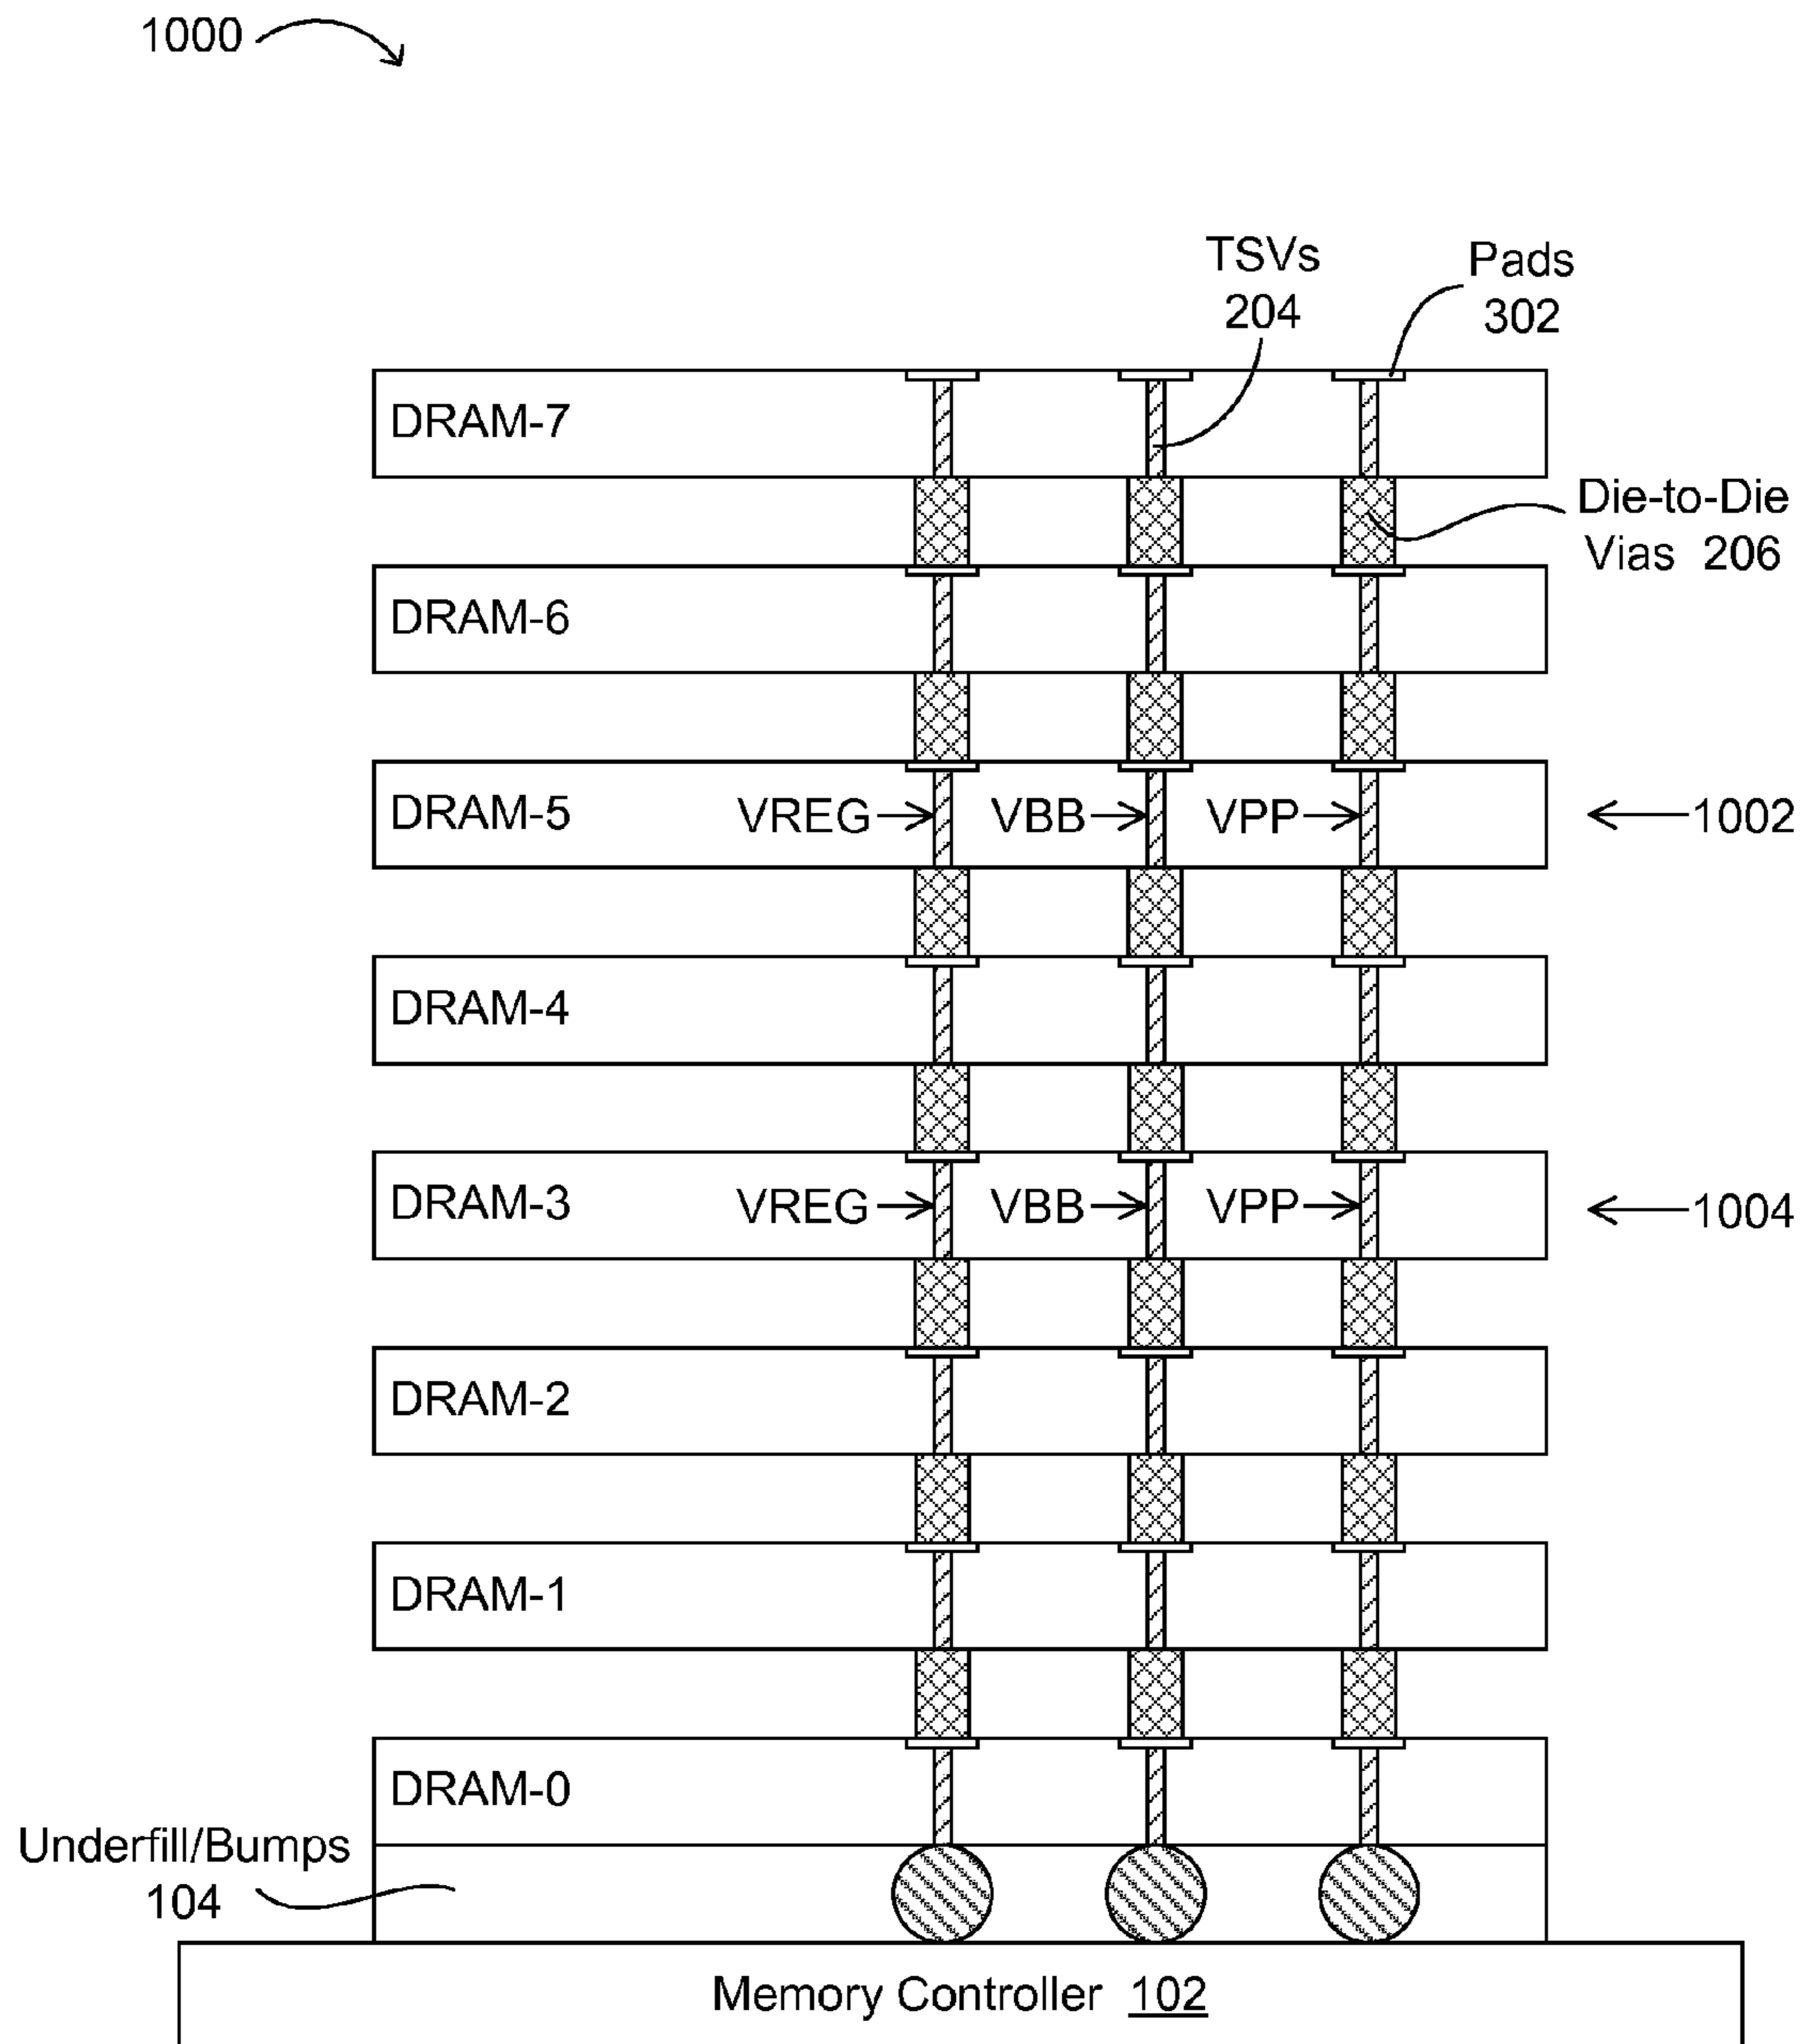 1000
TSVs
204
Pads
302
DRAM-7
Die-to-Die
Vias 206
DRAM-6
DRAM-5 VREG VBB VPP 1002
DRAM-4
DRAM-3 VREG VBB VPP 1004
DRAM-2
DRAM-1
DRAM-0
Underfill/Bumps
104
Memory Controller 102